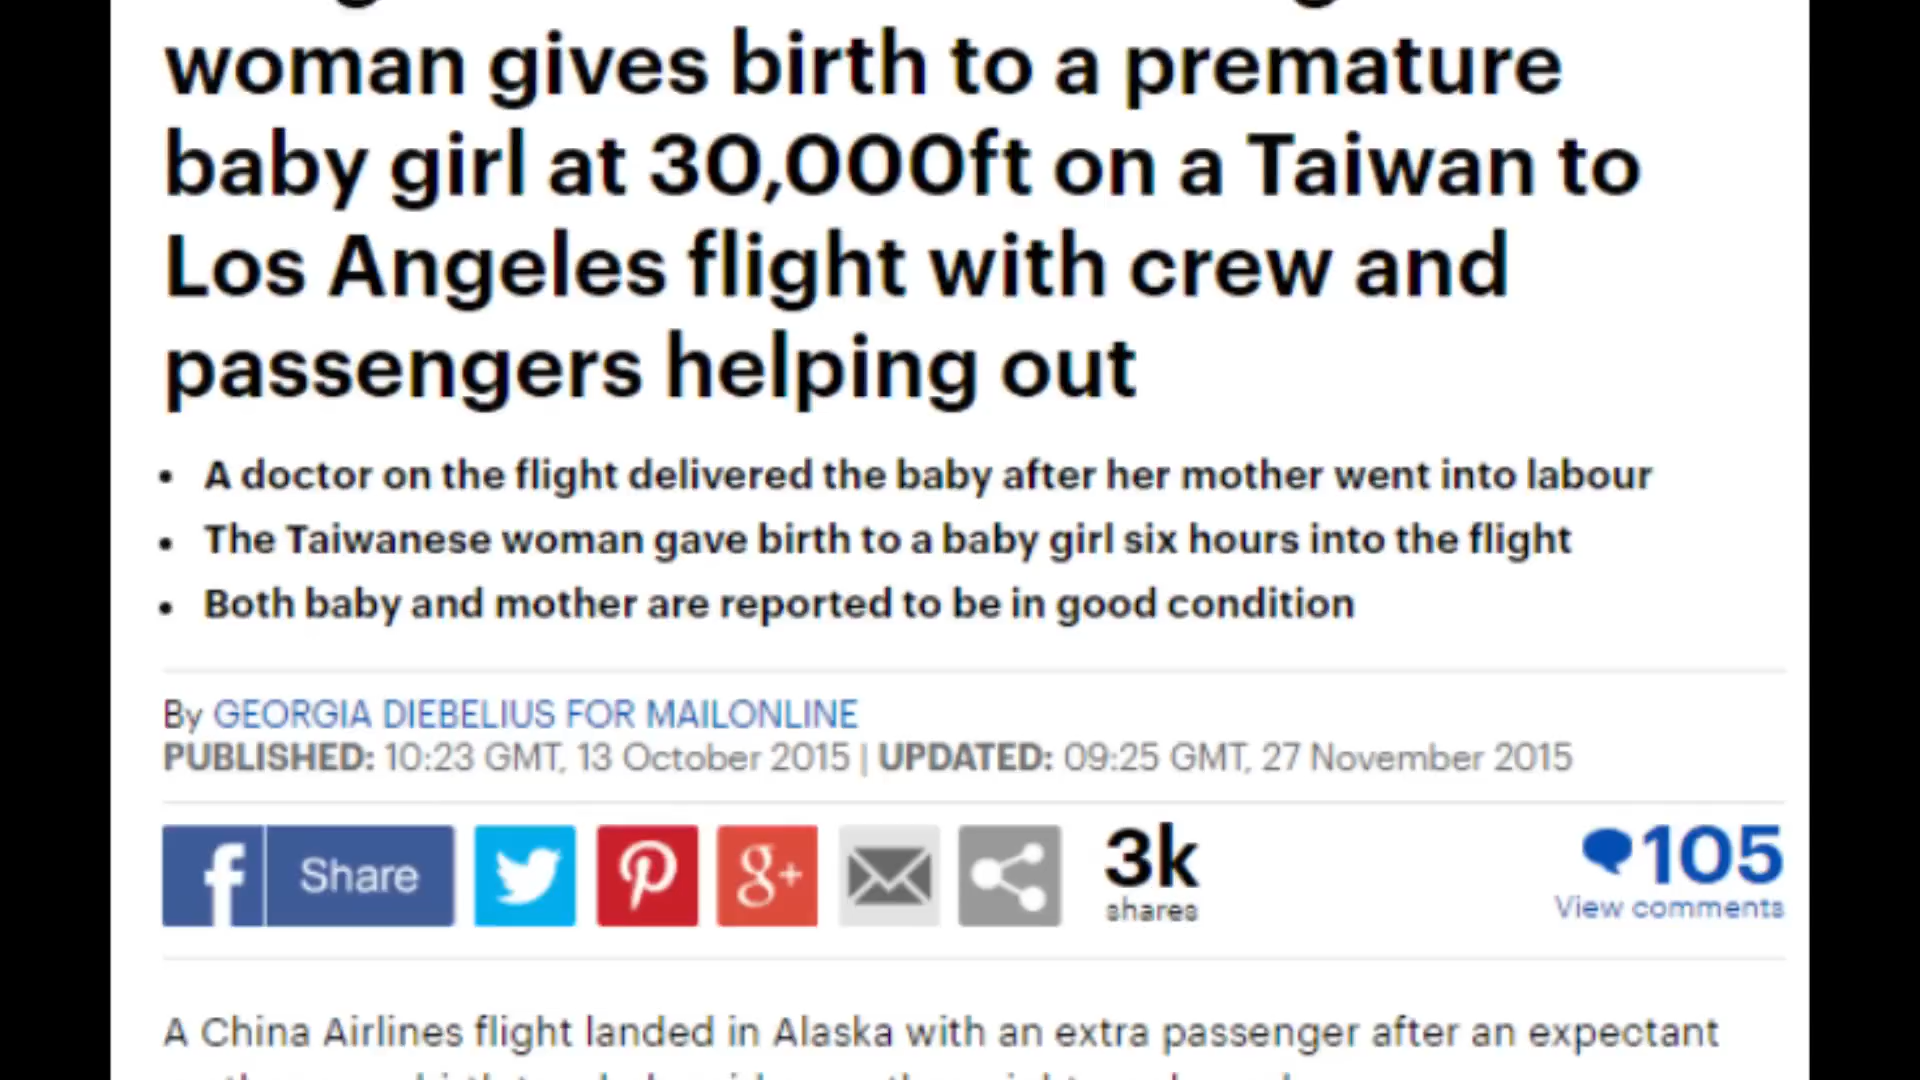 woman gives birth to a premature
baby girl at 30,000ft on a Taiwan to
Los Angeles flight with crew and
passengers helping out
• A doctor on the flight delivered the baby after her mother went into labour
• The Taiwanese woman gave birth to a baby girl six hours into the flight
• Both baby and mother are reported to be in good condition
By GEORGIA DIEBELIUS FOR MAILONLINE
PUBLISHED: 10:23 GMT, 13 October 2015 | UPDATED: 09:25 GMT, 27 November 2015
f Share g+ 3k 105
shares View comments
A China Airlines flight landed in Alaska with an extra passenger after an expectant